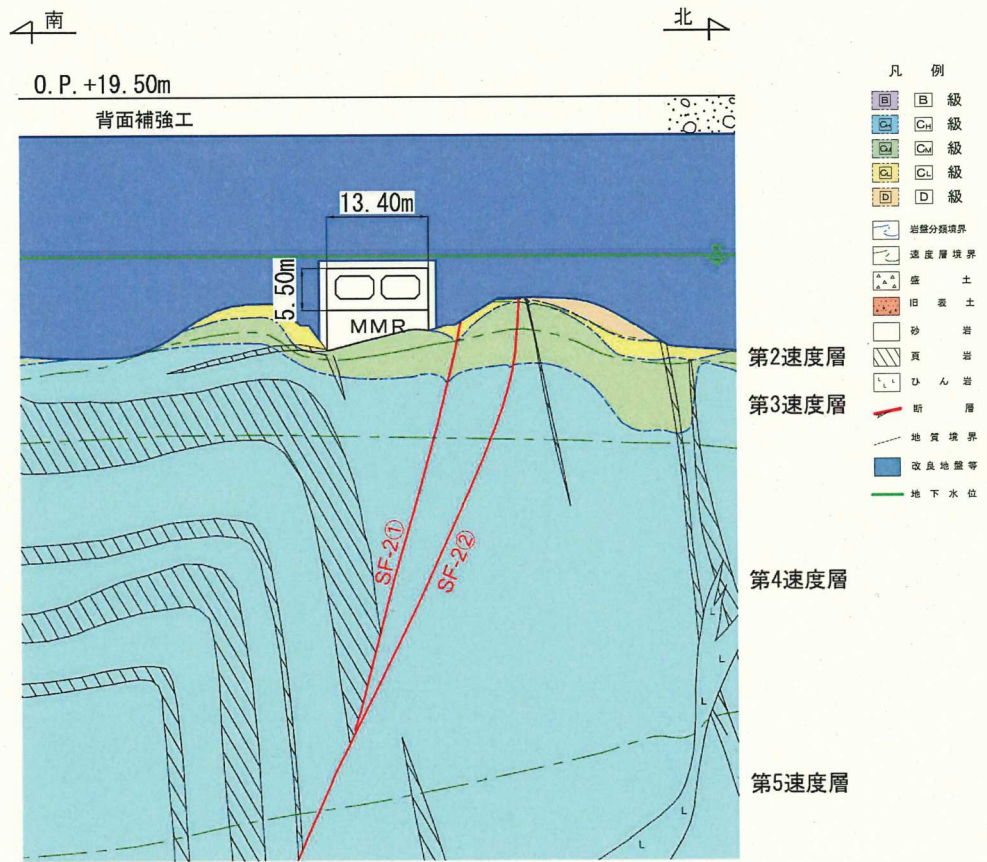 南
北
O.P.+19.50m
背面補強工
13.40m
5.50m
MMR
SF-2①
SF-2②
第2速度層
第3速度層
第4速度層
第5速度層
凡 例
B B 級
CH CH 級
CM CM 級
CL CL 級
D D 級
岩盤分類境界
速度層境界
盛土
旧表土
砂岩
頁岩
ひん岩
断層
地質境界
改良地盤等
地下水位